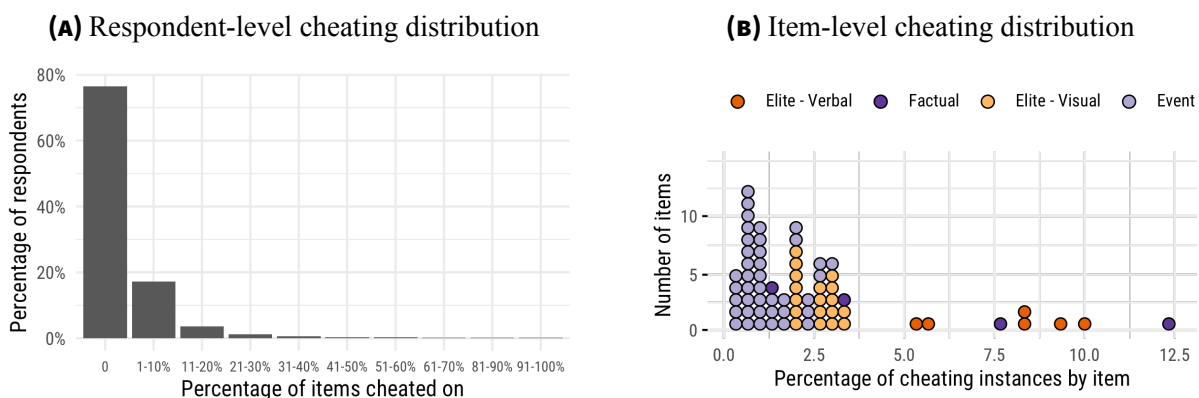 (A) Respondent-level cheating distribution
80%
60%
40%
20%
0%
Percentage of respondents
0 1-10% 11-20% 21-30% 31-40% 41-50% 51-60% 61-70% 81-90% 91-100%
Percentage of items cheated on
(B) Item-level cheating distribution
Elite - Verbal Factual Elite - Visual Event
10
5
0
Number of items
0.0 2.5 5.0 7.5 10.0 12.5
Percentage of cheating instances by item